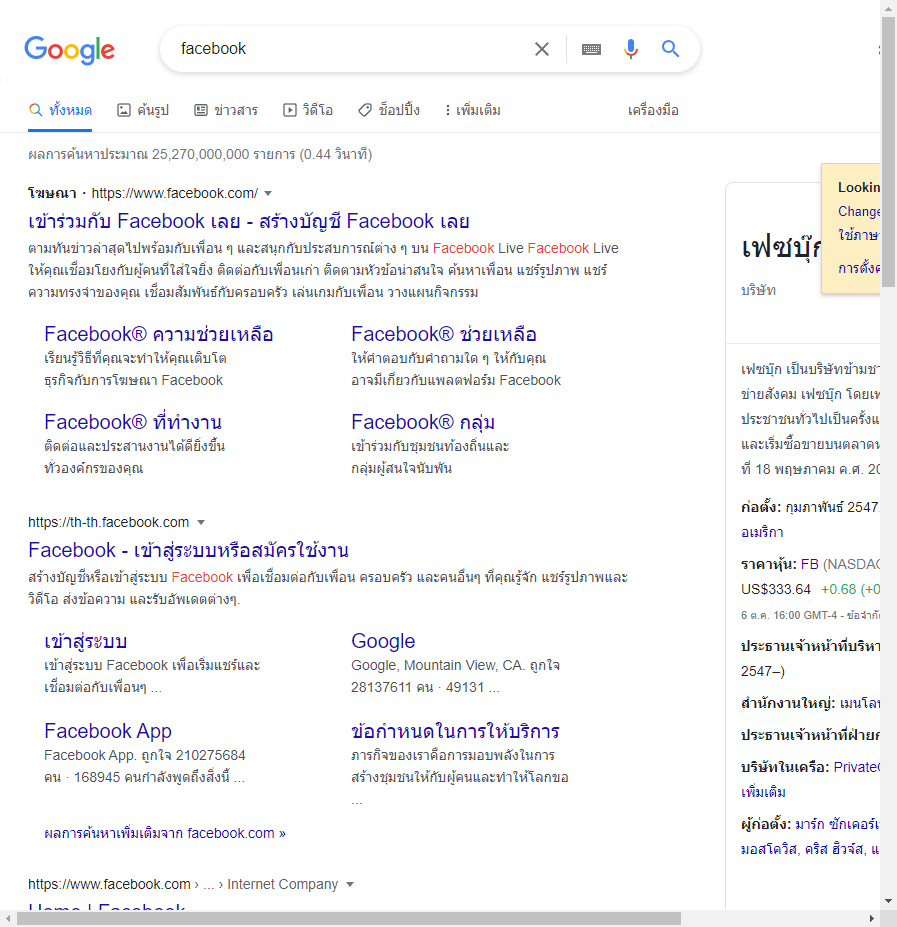 Google
facebook
ทั้งหมด
ค้นรูป
ข่าวสาร
วิดีโอ
ช็อปปิ้ง
เพิ่มเติม
เครื่องมือ
ผลการค้นหาประมาณ 25,270,000,000 รายการ (0.44 วินาที)
โฆษณา · https://www.facebook.com/
เข้าร่วมกับ Facebook เลย - สร้างบัญชี Facebook เลย
ตามทันข่าวล่าสุดไปพร้อมกับเพื่อน ๆ และสนุกกับประสบการณ์ต่าง ๆ บน Facebook Live Facebook Live
ให้คุณเชื่อมโยงกับผู้คนที่ใส่ใจยิ่ง ติดต่อกับเพื่อนเก่า ติดตามหัวข้อน่าสนใจ ค้นหาเพื่อน แชร์รูปภาพ แชร์
ความทรงจำของคุณ เชื่อมสัมพันธ์กับครอบครัว เล่นเกมกับเพื่อน วางแผนกิจกรรม
Facebook® ความช่วยเหลือ
เรียนรู้วิธีที่คุณจะทำให้คุณเติบโต
ธุรกิจกับการโฆษณา Facebook
Facebook® ช่วยเหลือ
ให้คำตอบกับคำถามใด ๆ ให้กับคุณ
อาจมีเกี่ยวกับแพลตฟอร์ม Facebook
Facebook® ที่ทำงาน
ติดต่อและประสานงานได้ดียิ่งขึ้น
ทั่วองค์กรของคุณ
Facebook® กลุ่ม
เข้าร่วมกับชุมชนท้องถิ่นและ
กลุ่มผู้สนใจนับพัน
https://th-th.facebook.com
Facebook - เข้าสู่ระบบหรือสมัครใช้งาน
สร้างบัญชีหรือเข้าสู่ระบบ Facebook เพื่อเชื่อมต่อกับเพื่อน ครอบครัว และคนอื่นๆ ที่คุณรู้จัก แชร์รูปภาพและ
วิดีโอ ส่งข้อความ และรับอัพเดตต่างๆ.
เข้าสู่ระบบ
เข้าสู่ระบบ Facebook เพื่อเริ่มแชร์และ
เชื่อมต่อกับเพื่อนๆ ...
Google
Google, Mountain View, CA. ถูกใจ
28137611 คน · 49131 ...
Facebook App
Facebook App. ถูกใจ 210275684
คน · 168945 คนกำลังพูดถึงสิ่งนี้ ...
ข้อกำหนดในการให้บริการ
ภารกิจของเราคือการมอบพลังในการ
สร้างชุมชนให้กับผู้คนและทำให้โลกขอ
...
ผลการค้นหาเพิ่มเติมจาก facebook.com »
https://www.facebook.com › ... › Internet Company
Home | Facebook
Lookin
Change
ใช้ภาษ
การตั้งค
เฟซบุ๊ก
บริษัท
เฟซบุ๊ก เป็นบริษัทข้ามชา
ข่ายสังคม เฟซบุ๊ก โดยเฟ
ประชาชนทั่วไปเป็นครั้งแ
และเริ่มซื้อขายบนตลาดห
ที่ 18 พฤษภาคม ค.ศ. 20
ก่อตั้ง: กุมภาพันธ์ 2547
อเมริกา
ราคาหุ้น: FB (NASDAQ
US$333.64 +0.68 (+0
6 ต.ค. 16:00 GMT-4 - ข้อจำกั
ประธานเจ้าหน้าที่บริหา
2547–)
สำนักงานใหญ่: เมนโลพ
ประธานเจ้าหน้าที่ฝ่ายก
บริษัทในเครือ: PrivateC
เพิ่มเติม
ผู้ก่อตั้ง: มาร์ก ซักเคอร์เ
มอสโควิส, คริส ฮิวจ์ส, แ